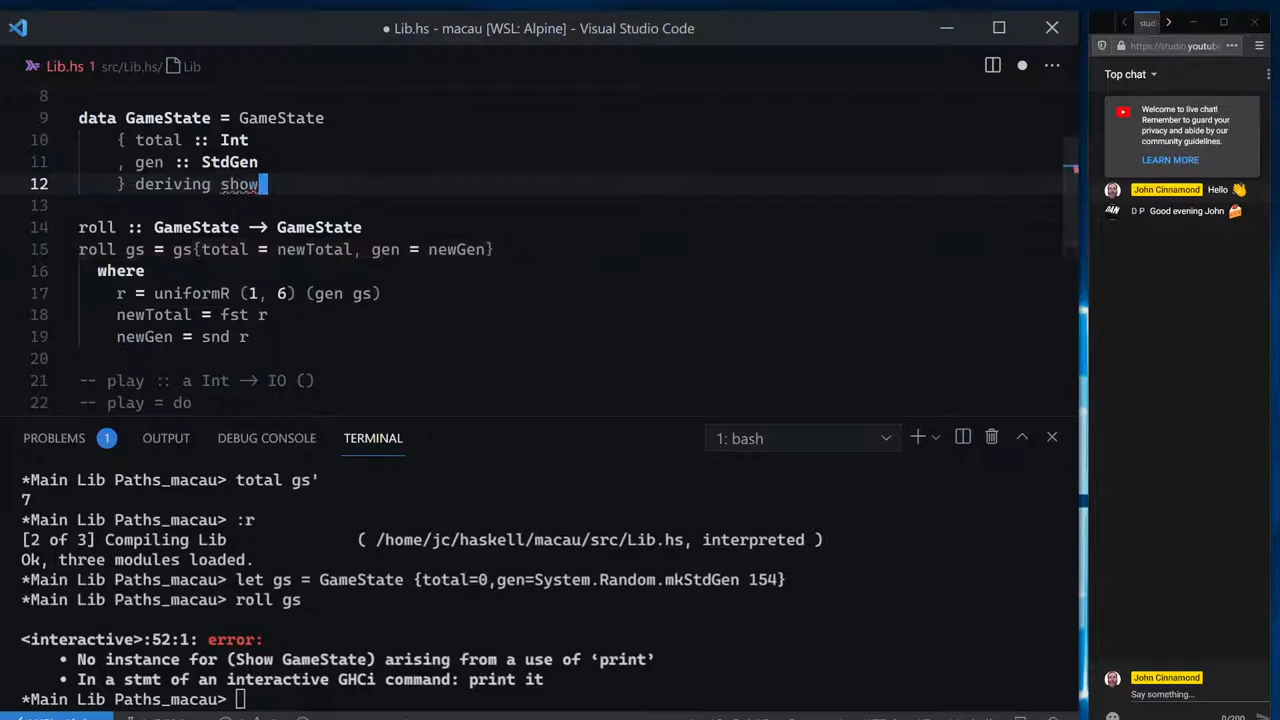 ● Lib.hs - macau [WSL: Alpine] - Visual Studio Code
Lib.hs 1 src/Lib.hs/ Lib
8
9 data GameState = GameState
10 { total :: Int
11 , gen :: StdGen
12 } deriving show
13
14 roll :: GameState -> GameState
15 roll gs = gs{total = newTotal, gen = newGen}
16 where
17 r = uniformR (1, 6) (gen gs)
18 newTotal = fst r
19 newGen = snd r
20
21 -- play :: a Int -> IO ()
22 -- play = do
PROBLEMS 1 OUTPUT DEBUG CONSOLE TERMINAL 1: bash
*Main Lib Paths_macau> total gs'
7
*Main Lib Paths_macau> :r
[2 of 3] Compiling Lib ( /home/jc/haskell/macau/src/Lib.hs, interpreted )
Ok, three modules loaded.
*Main Lib Paths_macau> let gs = GameState {total=0,gen=System.Random.mkStdGen 154}
*Main Lib Paths_macau> roll gs
<interactive>:52:1: error:
• No instance for (Show GameState) arising from a use of ‘print’
• In a stmt of an interactive GHCi command: print it
*Main Lib Paths_macau>
studi
https://studio.youtube
Top chat
Welcome to live chat!
Remember to guard your
privacy and abide by our
community guidelines.
LEARN MORE
John Cinnamond Hello 👋
D P Good evening John 🍰
John Cinnamond
Say something...
0/200